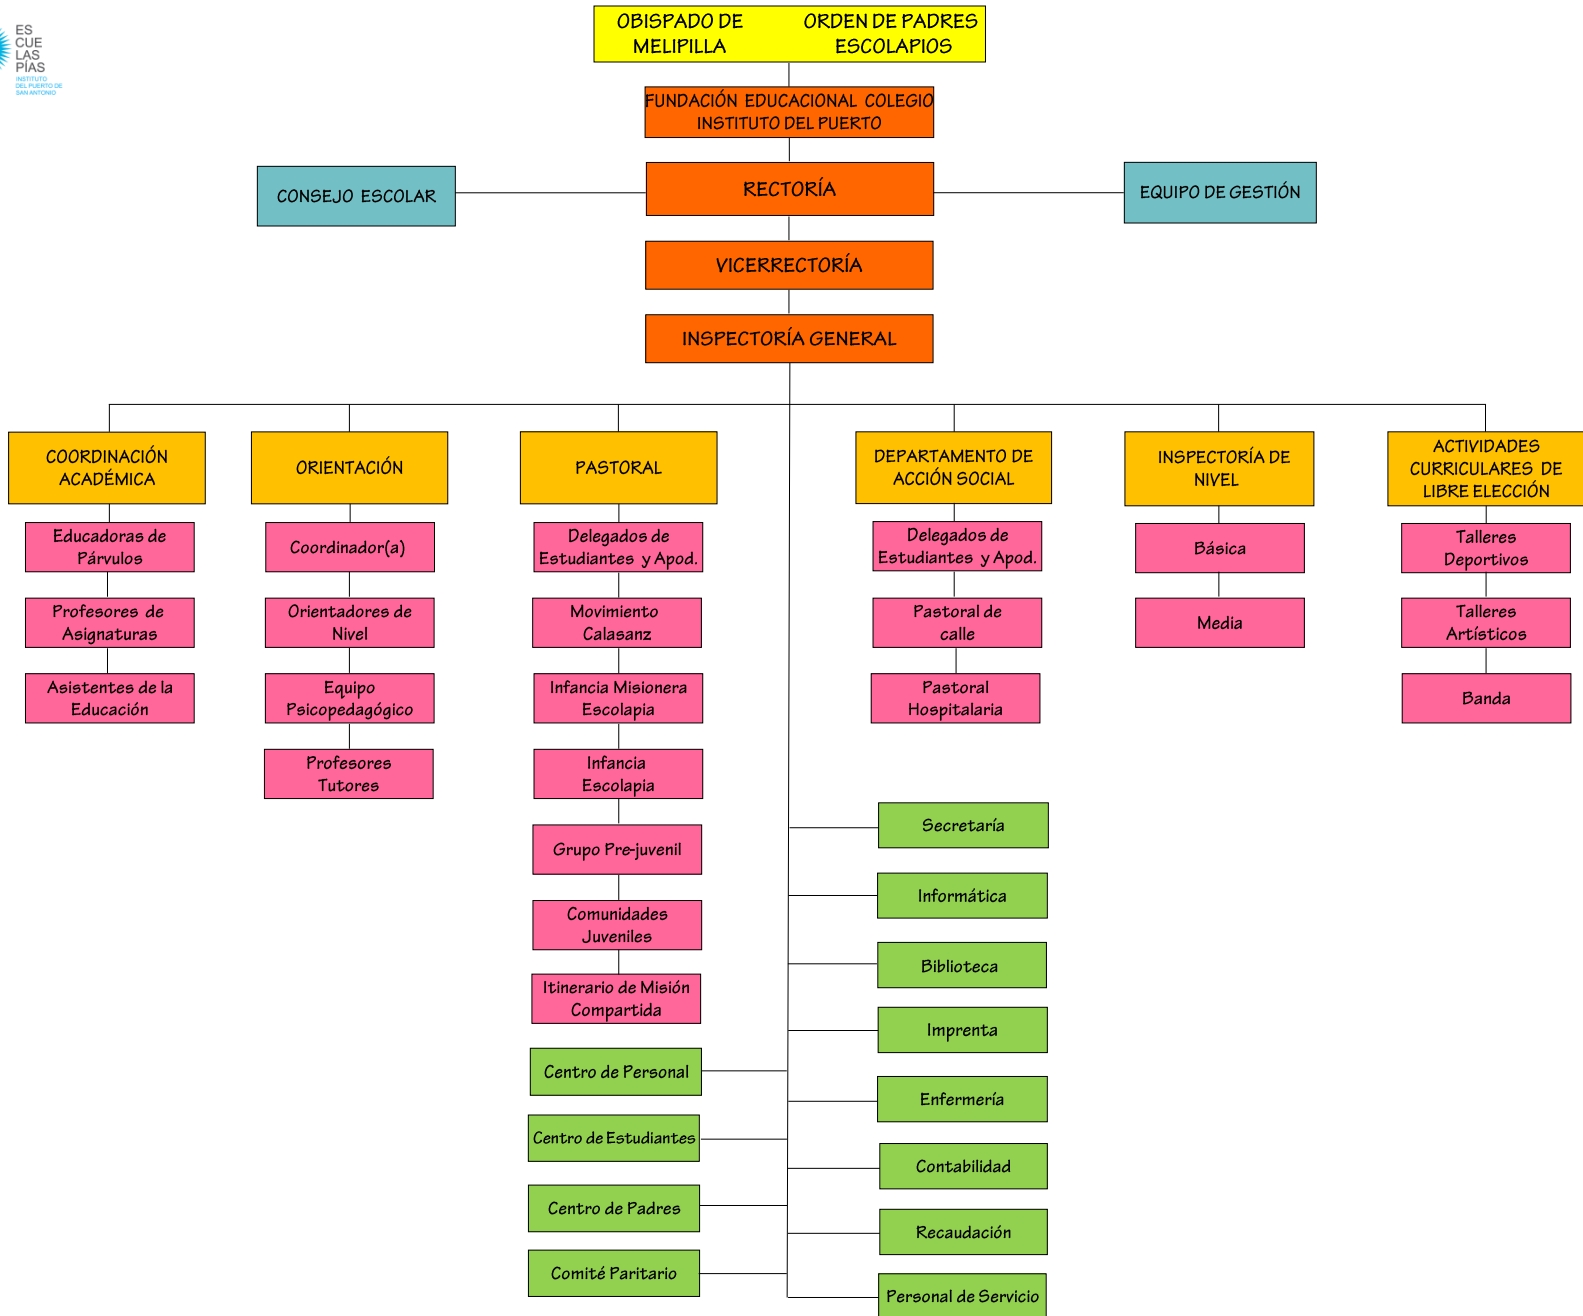 ES
CUE
LAS
PÍAS
INSTITUTO
DEL PUERTO DE
SAN ANTONIO
OBISPADO DE
MELIPILLA
ORDEN DE PADRES
ESCOLAPIOS
FUNDACIÓN EDUCACIONAL COLEGIO
INSTITUTO DEL PUERTO
CONSEJO ESCOLAR
RECTORÍA
EQUIPO DE GESTIÓN
VICERRECTORÍA
INSPECTORÍA GENERAL
COORDINACIÓN
ACADÉMICA
Educadoras de
Párvulos
Profesores de
Asignaturas
Asistentes de la
Educación
ORIENTACIÓN
Coordinador(a)
Orientadores de
Nivel
Equipo
Psicopedagógico
Profesores
Tutores
PASTORAL
Delegados de
Estudiantes y Apod.
Movimiento
Calasanz
Infancia Misionera
Escolapia
Infancia
Escolapia
Grupo Pre-juvenil
Comunidades
Juveniles
Itinerario de Misión
Compartida
DEPARTAMENTO DE
ACCIÓN SOCIAL
Delegados de
Estudiantes y Apod.
Pastoral de
calle
Pastoral
Hospitalaria
INSPECTORÍA DE
NIVEL
Básica
Media
ACTIVIDADES
CURRICULARES DE
LIBRE ELECCIÓN
Talleres
Deportivos
Talleres
Artísticos
Banda
Centro de Personal
Centro de Estudiantes
Centro de Padres
Comité Paritario
Secretaría
Informática
Biblioteca
Imprenta
Enfermería
Contabilidad
Recaudación
Personal de Servicio